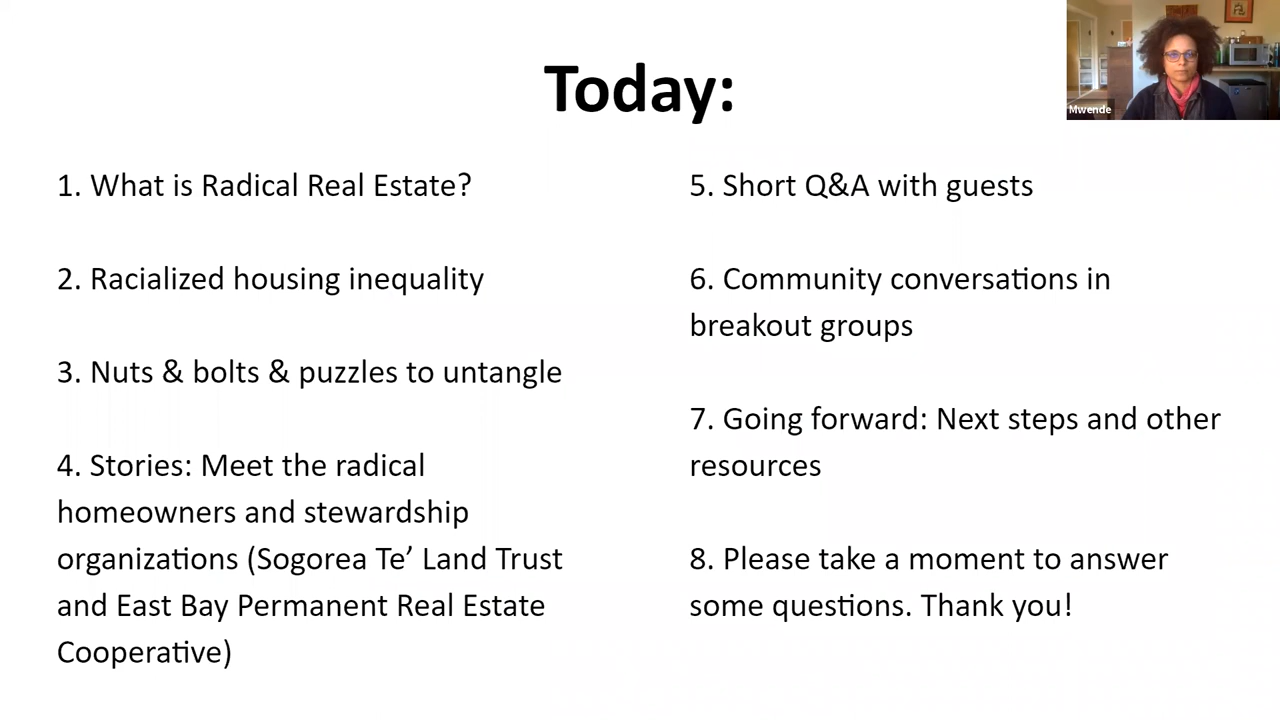 Today:
1. What is Radical Real Estate?
2. Racialized housing inequality
3. Nuts & bolts & puzzles to untangle
4. Stories: Meet the radical
homeowners and stewardship
organizations (Sogorea Te’ Land Trust
and East Bay Permanent Real Estate
Cooperative)
5. Short Q&A with guests
6. Community conversations in
breakout groups
7. Going forward: Next steps and other
resources
8. Please take a moment to answer
some questions. Thank you!
Mwende